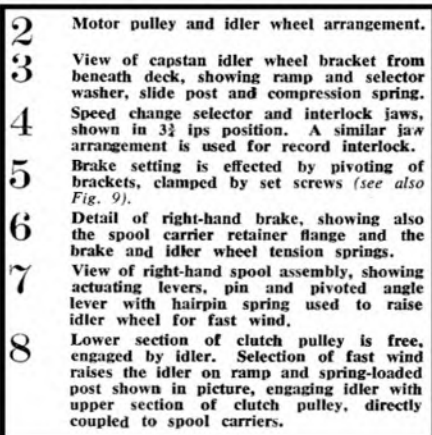 2 Motor pulley and idler wheel arrangement.
3 View of capstan idler wheel bracket from
beneath deck, showing ramp and selector
washer, slide post and compression spring.
4 Speed change selector and interlock jaws,
shown in 3¾ ips position. A similar jaw
arrangement is used for record interlock.
5 Brake setting is effected by pivoting of
brackets, clamped by set screws (see also
Fig. 9).
6 Detail of right-hand brake, showing also
the spool carrier retainer flange and the
brake and idler wheel tension springs.
7 View of right-hand spool assembly, showing
actuating levers, pin and pivoted angle
lever with hairpin spring used to raise
idler wheel for fast wind.
8 Lower section of clutch pulley is free,
engaged by idler. Selection of fast wind
raises the idler on ramp and spring-loaded
post shown in picture, engaging idler with
upper section of clutch pulley, directly
coupled to spool carriers.